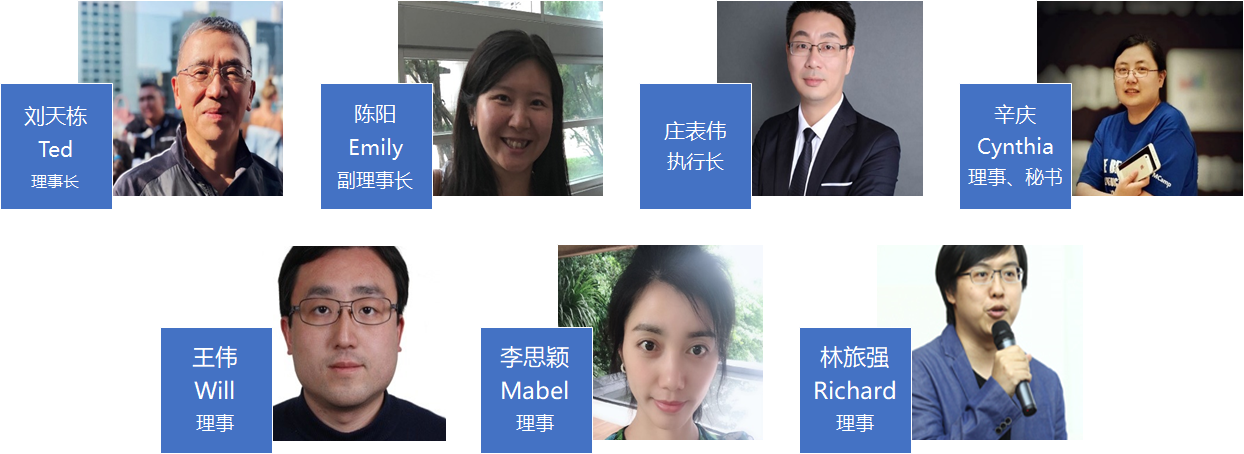 刘天栋
Ted
理事长
陈阳
Emily
副理事长
庄表伟
执行长
辛庆
Cynthia
理事、秘书
王伟
Will
理事
李思颖
Mabel
理事
林旅强
Richard
理事